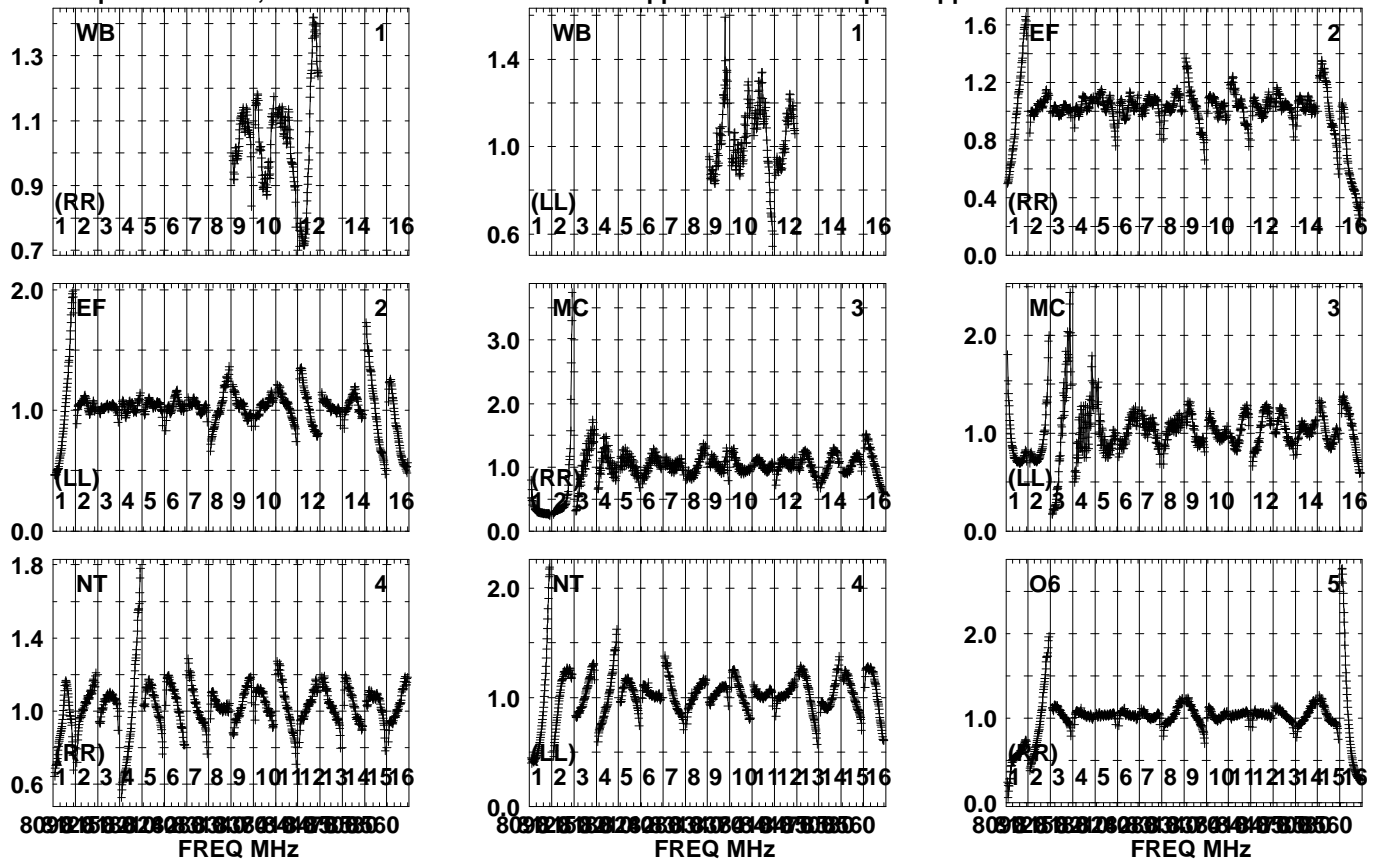 WB 1
1.3
1.1
0.9
0.7
(RR)
1 2 3 4 5 6 7 8 9 10 12 14 16
WB 1
1.4
1.0
0.6
(LL)
1 2 3 4 5 6 7 8 9 10 12 14 16
EF 2
1.6
1.2
0.8
0.4
0.0
(RR)
1 2 3 4 5 6 7 8 9 10 12 14 16
EF 2
2.0
1.0
0.0
(LL)
1 2 3 4 5 6 7 8 9 10 12 14 16
MC 3
3.0
2.0
1.0
0.0
(RR)
1 2 3 4 5 6 7 8 9 10 12 14 16
MC 3
2.0
1.0
0.0
(LL)
1 2 3 4 5 6 7 8 9 10 12 14 16
NT 4
1.8
1.4
1.0
0.6
(RR)
1 2 3 4 5 6 7 8 9 10 11 12 13 15 16
FREQ MHz
NT 4
2.0
1.0
0.0
(LL)
1 2 3 4 5 6 7 8 9 10 11 12 13 14 15 16
FREQ MHz
O6 5
2.0
1.0
0.0
(RR)
1 2 3 4 5 6 7 8 9 10 11 12 13 14 15 16
FREQ MHz